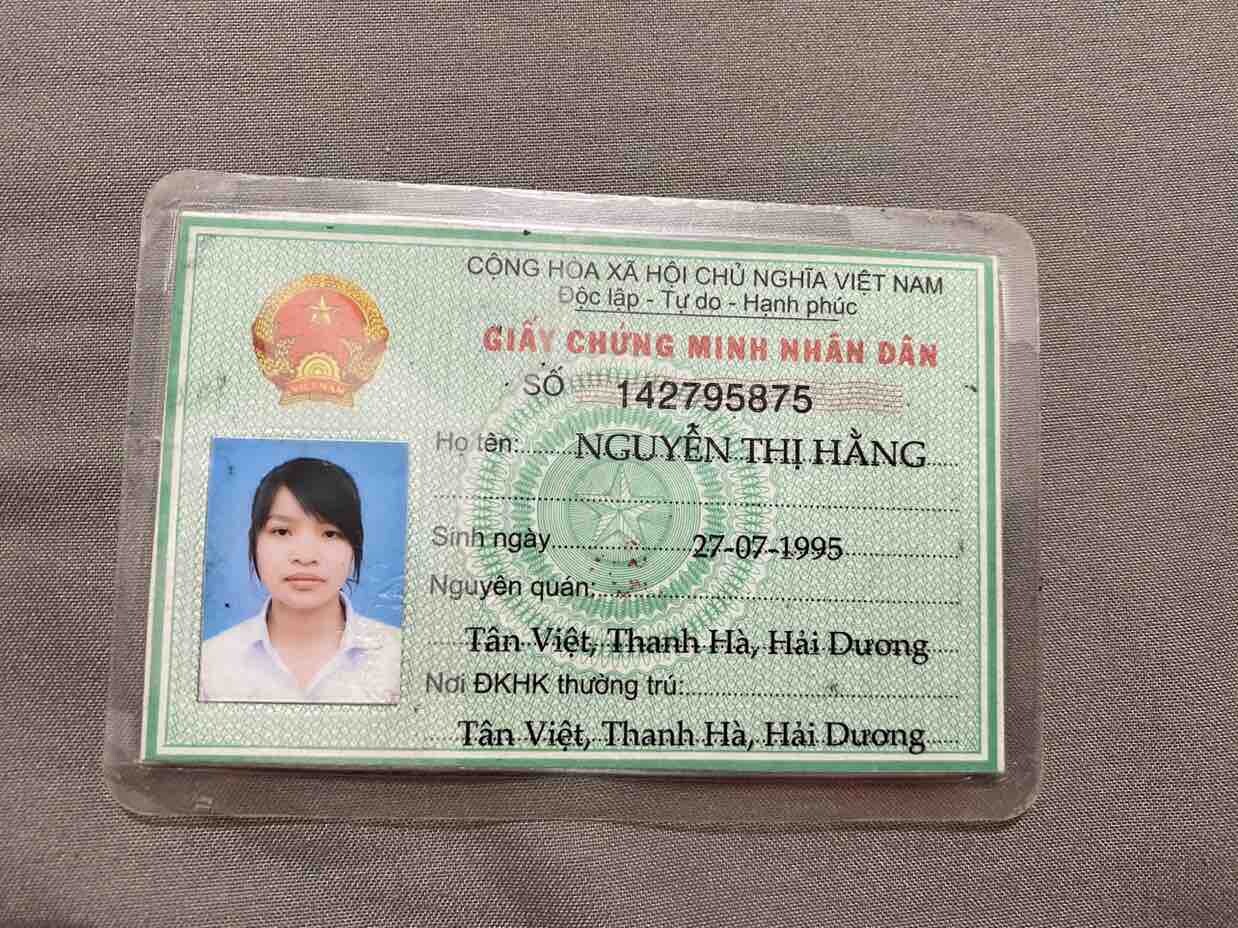 CỘNG HÒA XÃ HỘI CHỦ NGHĨA VIỆT NAM
Độc lập - Tự do - Hạnh phúc
GIẤY CHỨNG MINH NHÂN DÂN
SỐ 142795875
VIETNAM
Họ tên: NGUYỄN THỊ HẰNG
Sinh ngày 27-07-1995
Nguyên quán:
Tân Việt, Thanh Hà, Hải Dương
Nơi ĐKHK thường trú:
Tân Việt, Thanh Hà, Hải Dương